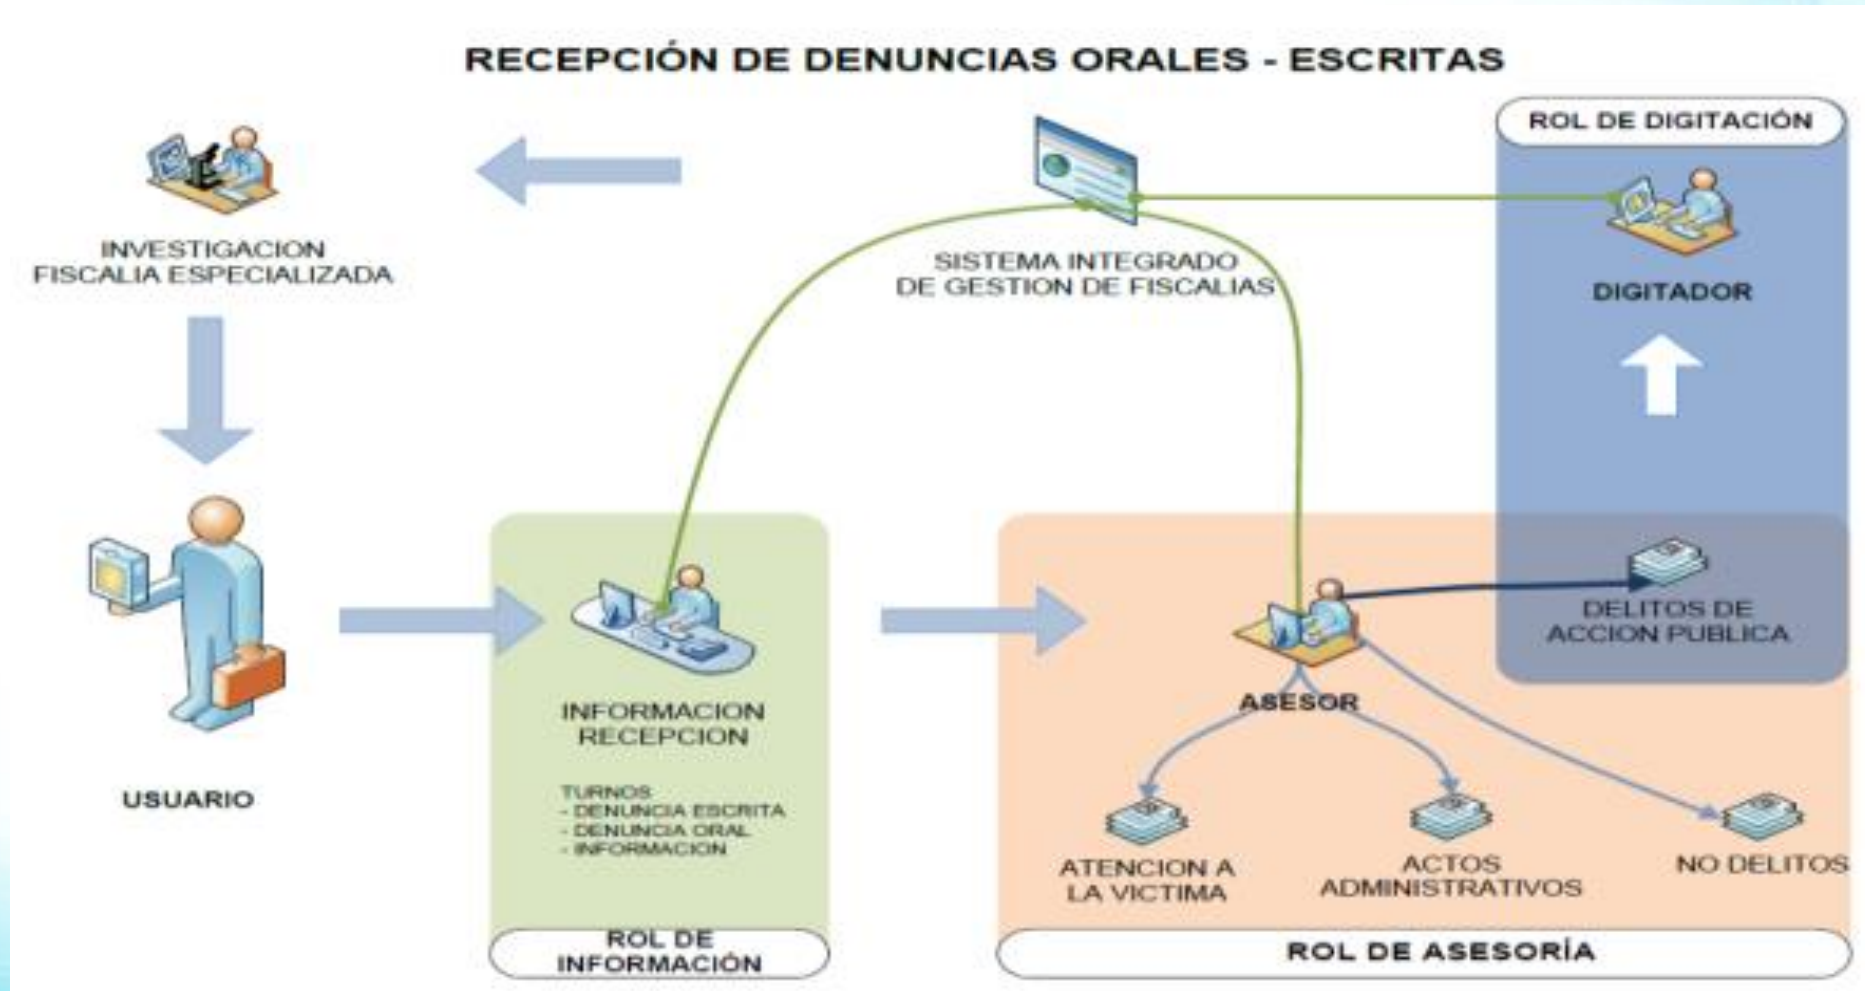 RECEPCIÓN DE DENUNCIAS ORALES - ESCRITAS
ROL DE DIGITACIÓN
INVESTIGACION
FISCALIA ESPECIALIZADA
SISTEMA INTEGRADO
DE GESTION DE FISCALIAS
DIGITADOR
DELITOS DE
ACCION PUBLICA
USUARIO
INFORMACION
RECEPCION
TURNOS
- DENUNCIA ESCRITA
- DENUNCIA ORAL
- INFORMACION
ROL DE
INFORMACIÓN
ASESOR
ATENCION A
LA VICTIMA
ACTOS
ADMINISTRATIVOS
NO DELITOS
ROL DE ASESORÍA